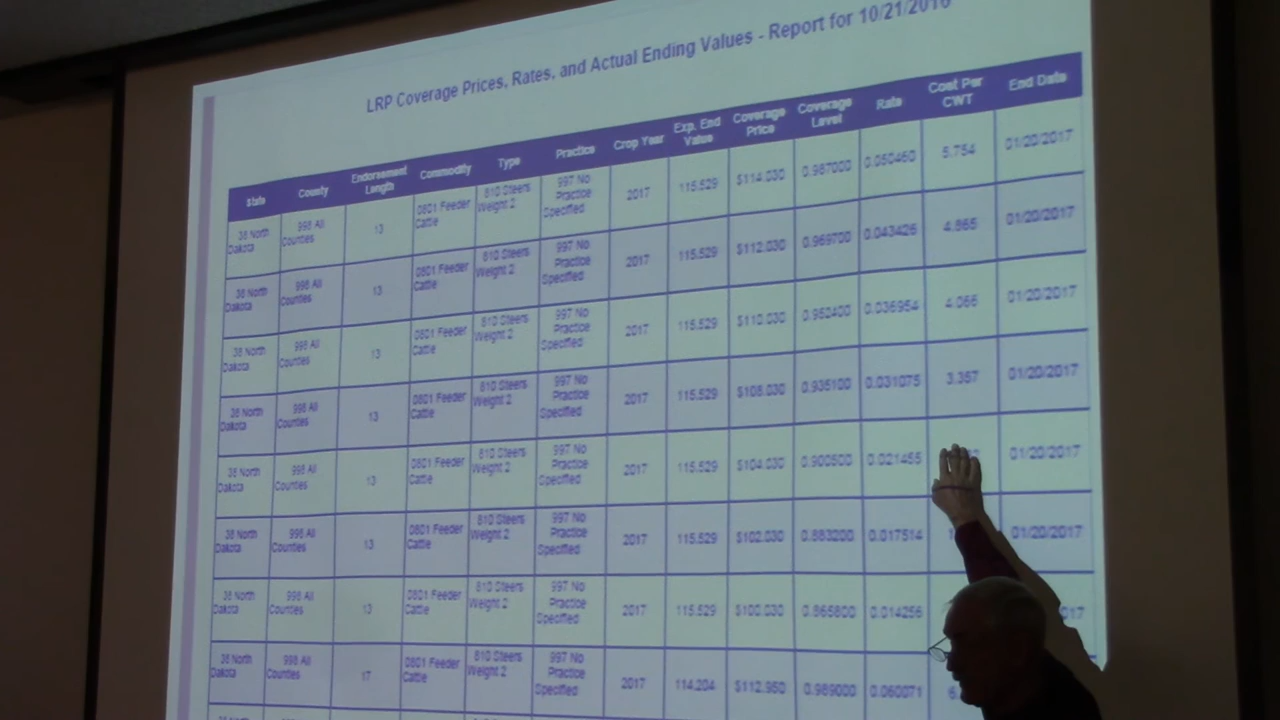 LRP Coverage Prices, Rates, and Actual Ending Values - Report for 10/21/2016
State County Endorsement Length Commodity Type Practice Crop Year Exp. End Value Coverage Price Coverage Level Rate Cost Per CWT End Date
38 North Dakota 998 All Counties 13 0801 Feeder Cattle 810 Steers Weight 2 997 No Practice Specified 2017 115.529 $114.030 0.987000 0.050460 5.754 01/20/2017
38 North Dakota 998 All Counties 13 0801 Feeder Cattle 810 Steers Weight 2 997 No Practice Specified 2017 115.529 $112.030 0.969700 0.043426 4.865 01/20/2017
38 North Dakota 998 All Counties 13 0801 Feeder Cattle 810 Steers Weight 2 997 No Practice Specified 2017 115.529 $110.030 0.952400 0.036954 4.066 01/20/2017
38 North Dakota 998 All Counties 13 0801 Feeder Cattle 810 Steers Weight 2 997 No Practice Specified 2017 115.529 $108.030 0.935100 0.031075 3.357 01/20/2017
38 North Dakota 998 All Counties 13 0801 Feeder Cattle 810 Steers Weight 2 997 No Practice Specified 2017 115.529 $104.030 0.900500 0.021455 01/20/2017
38 North Dakota 998 All Counties 13 0801 Feeder Cattle 810 Steers Weight 2 997 No Practice Specified 2017 115.529 $102.030 0.883200 0.017514 01/20/2017
38 North Dakota 998 All Counties 13 0801 Feeder Cattle 810 Steers Weight 2 997 No Practice Specified 2017 115.529 $100.030 0.865800 0.014256
38 North Dakota 998 All Counties 17 0801 Feeder Cattle 810 Steers Weight 2 997 No Practice Specified 2017 114.204 $112.950 0.989000 0.060071